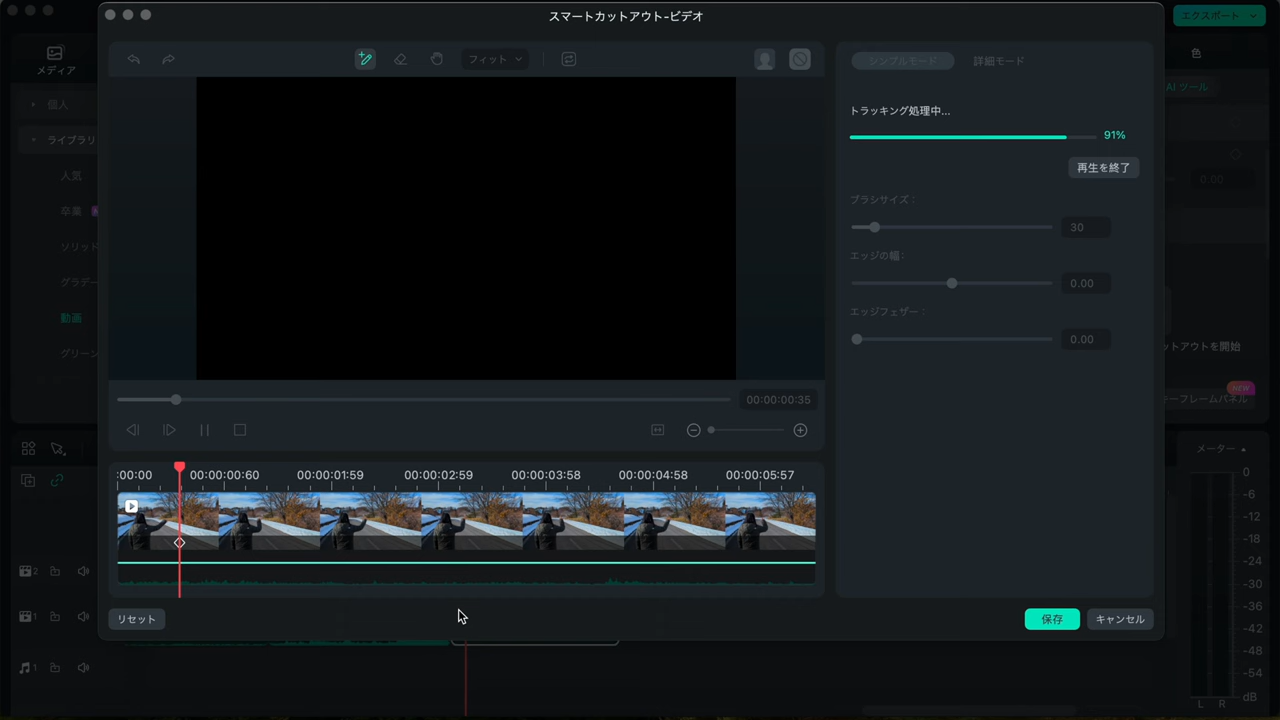 スマートカットアウト-ビデオ
エクスポート
メディア
色
フィット
シンプルモード
詳細モード
AI ツール
個人
トラッキング処理中...
91%
ライブラリ
再生を終了
人気
0.00
ブラシサイズ :
卒業
30
ソリッド
エッジの幅:
グラデー
0.00
動画
エッジフェザー :
0.00
ットアウトを開始
グリーン
NEW
キーフレームパネル
00:00:00:35
メーター
:00:00
00:00:00:60
00:00:01:59
00:00:02:59
00:00:03:58
00:00:04:58
00:00:05:57
0
-6
-12
-18
-24
-30
-36
-42
-48
-54
dB
L R
2
1
1
リセット
保存
キャンセル